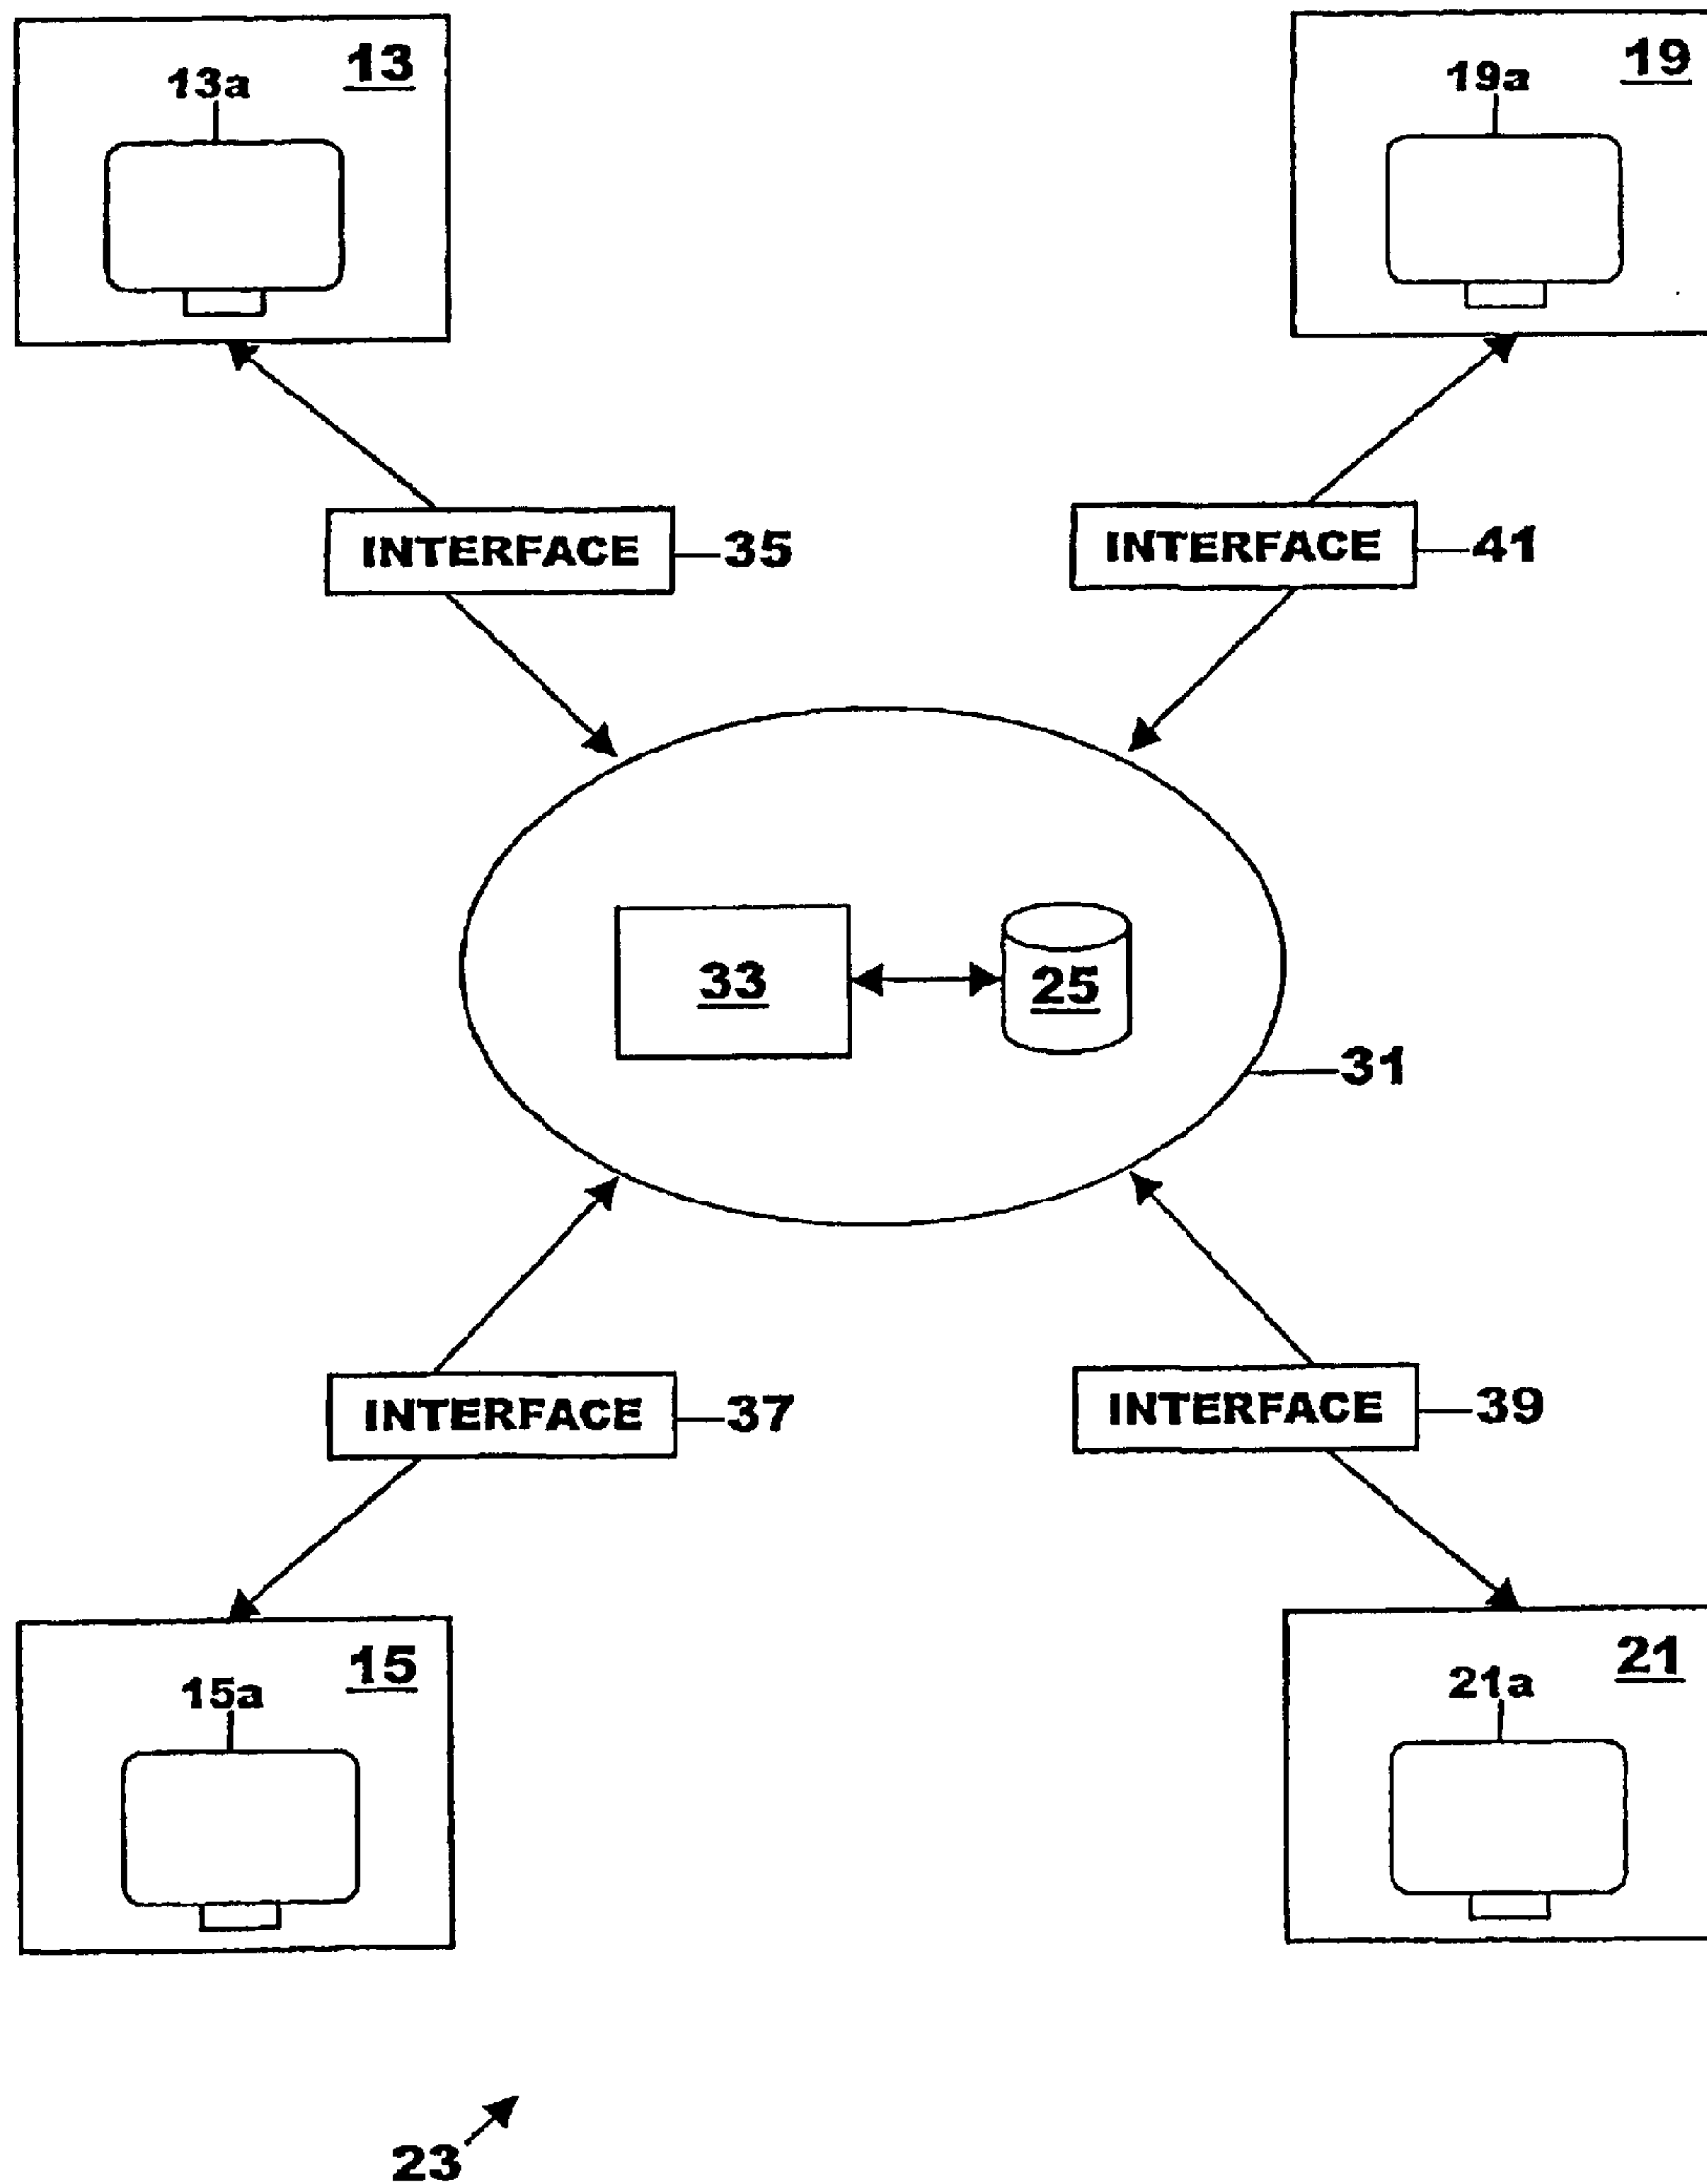 13
13a
19
19a
INTERFACE
35
INTERFACE
41
33
25
31
INTERFACE
37
INTERFACE
39
15
15a
21
21a
23